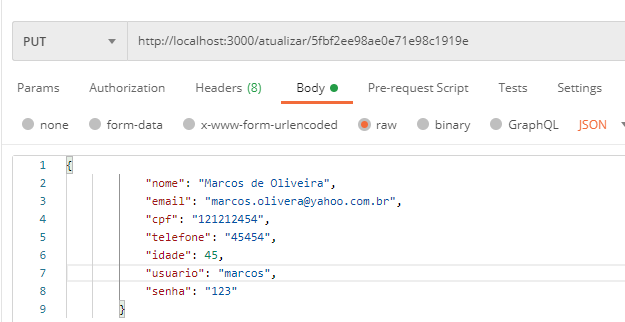 PUT http://localhost:3000/atualizar/5fbf2ee98ae0e71e98c1919e
Params Authorization Headers (8) Body Pre-request Script Tests Settings
none form-data x-www-form-urlencoded raw binary GraphQL JSON
1 {
2 "nome": "Marcos de Oliveira",
3 "email": "marcos.olivera@yahoo.com.br",
4 "cpf": "121212454",
5 "telefone": "45454",
6 "idade": 45,
7 "usuario": "marcos",
8 "senha": "123"
9 }